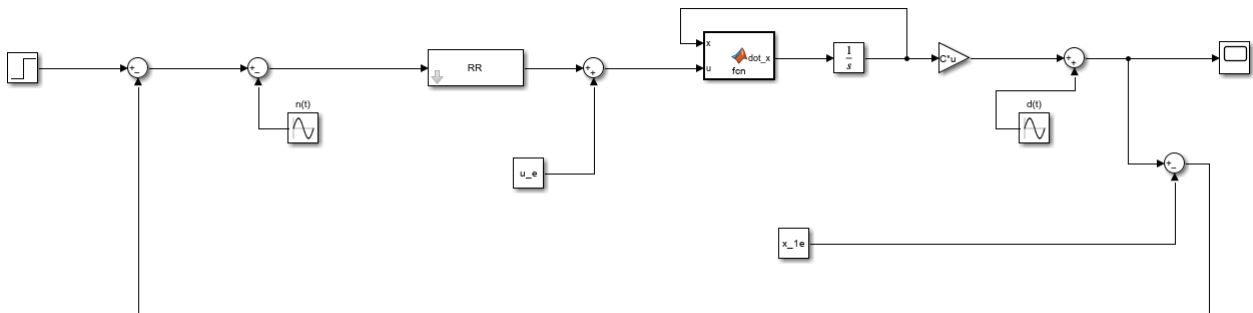 n(t)
RR
u_e
x
u
dot_x
fcn
1
s
C*u
d(t)
x_1e